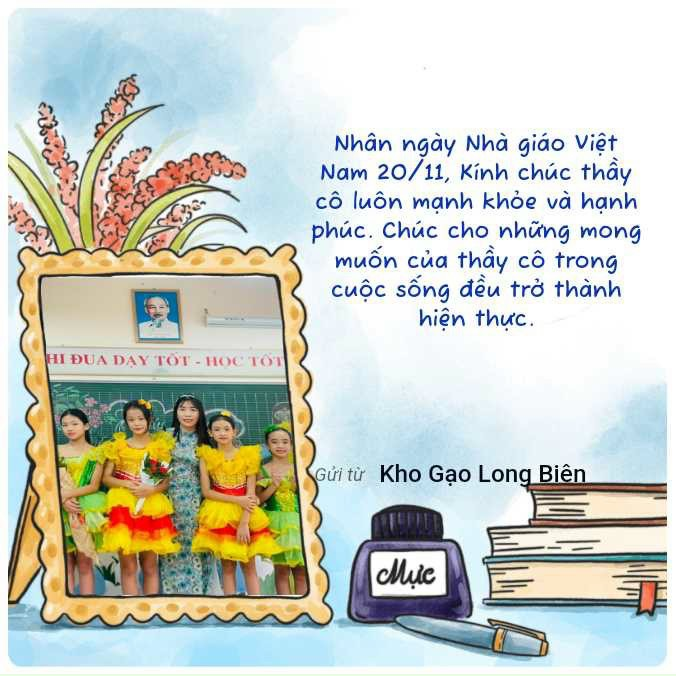 Nhân ngày Nhà giáo Việt
Nam 20/11, Kính chúc thầy
cô luôn mạnh khỏe và hạnh
phúc. Chúc cho những mong
muốn của thầy cô trong
cuộc sống đều trở thành
hiện thực.
HI ĐUA DẠY TỐT - HỌC TỐT
Gửi từ Kho Gạo Long Biên
Mực